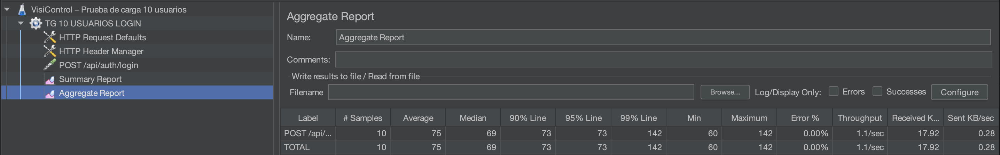 VisiControl – Prueba de carga 10 usuarios
TG 10 USUARIOS LOGIN
HTTP Request Defaults
HTTP Header Manager
POST /api/auth/login
Summary Report
Aggregate Report
Aggregate Report
Name: Aggregate Report
Comments:
Write results to file / Read from file
Filename Browse... Log/Display Only: Errors Successes Configure
Label # Samples Average Median 90% Line 95% Line 99% Line Min Maximum Error % Throughput Received K... Sent KB/sec
POST /api/... 10 75 69 73 73 142 60 142 0.00% 1.1/sec 17.92 0.28
TOTAL 10 75 69 73 73 142 60 142 0.00% 1.1/sec 17.92 0.28